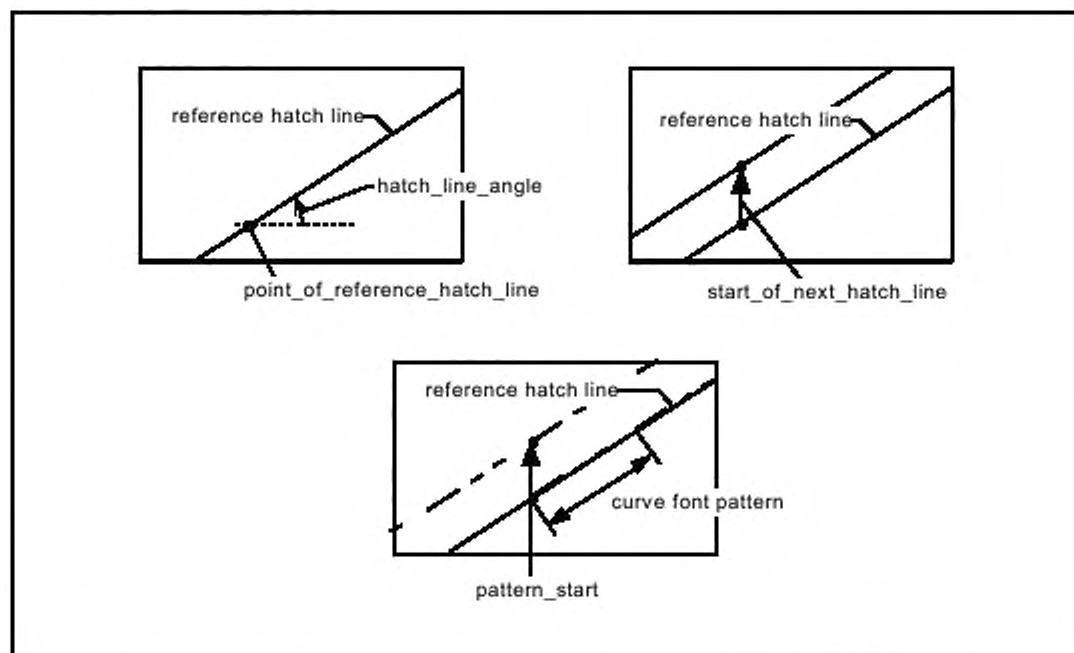 reference hatch line
hatch_line_angle
point_of_reference_hatch_line
reference hatch line
start_of_next_hatch_line
reference hatch line
curve font pattern
pattern_start